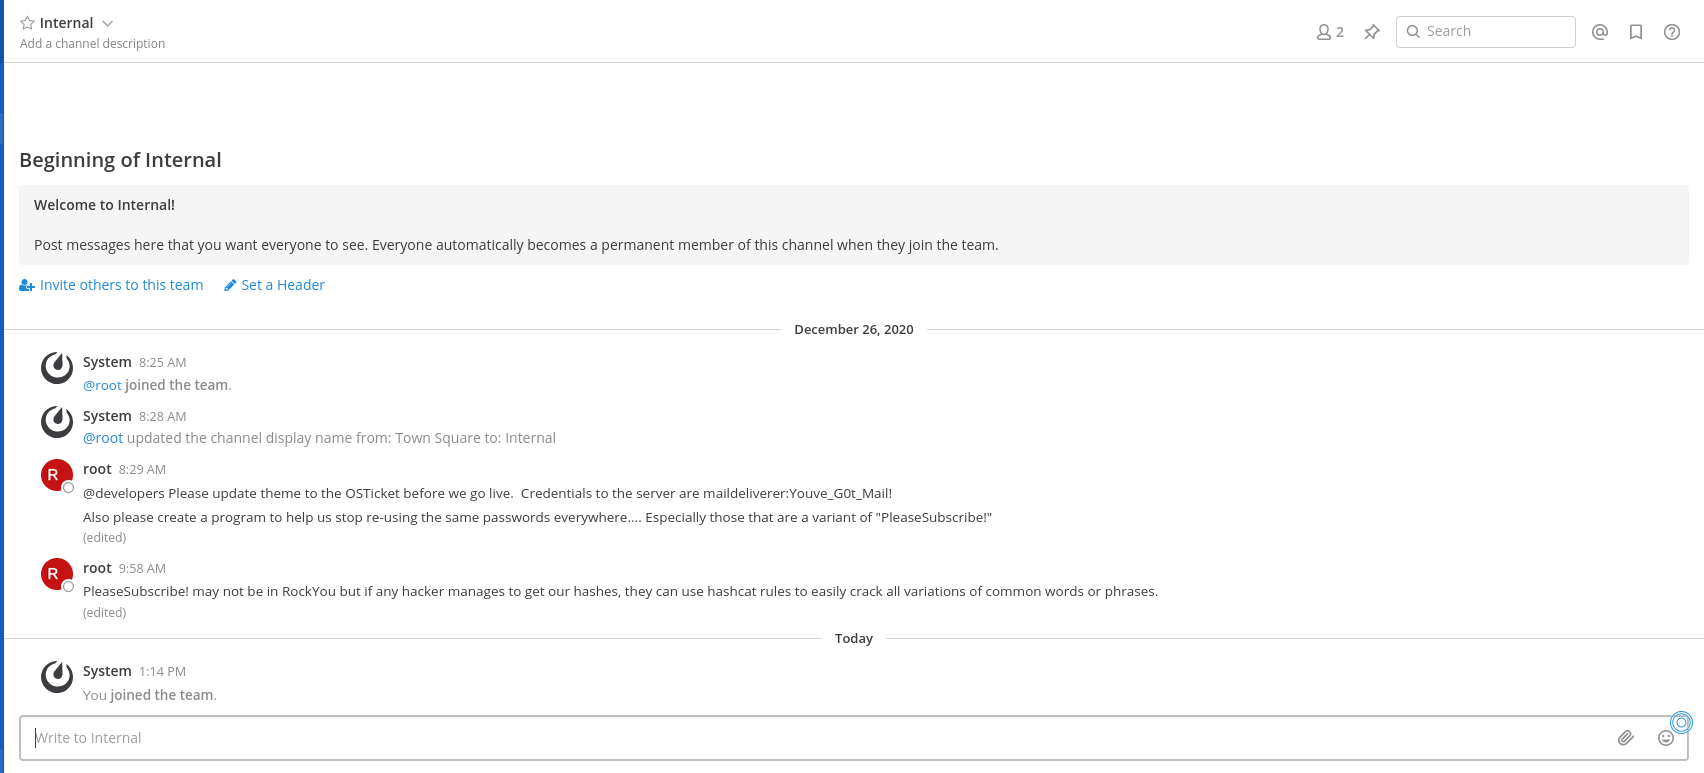 Internal
2
Search
Add a channel description
Beginning of Internal
Welcome to Internal!
Post messages here that you want everyone to see. Everyone automatically becomes a permanent member of this channel when they join the team.
Invite others to this team Set a Header
December 26, 2020
System 8:25 AM
@root joined the team.
System 8:28 AM
@root updated the channel display name from: Town Square to: Internal
R
root 8:29 AM
@developers Please update theme to the OSTicket before we go live.  Credentials to the server are maildeliverer:Youve_G0t_Mail!
Also please create a program to help us stop re-using the same passwords everywhere.... Especially those that are a variant of "PleaseSubscribe!"
(edited)
R
root 9:58 AM
PleaseSubscribe! may not be in RockYou but if any hacker manages to get our hashes, they can use hashcat rules to easily crack all variations of common words or phrases.
(edited)
Today
System 1:14 PM
You joined the team.
Write to Internal